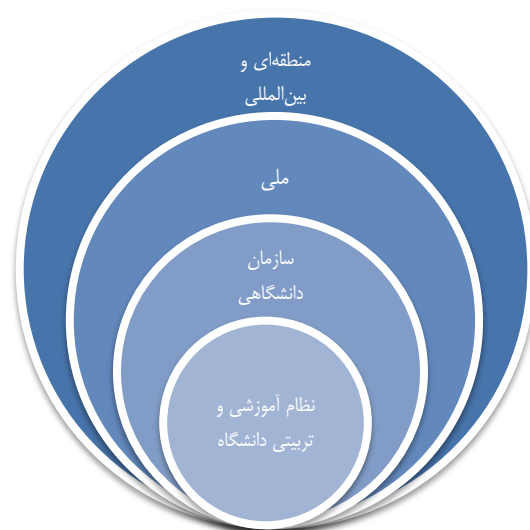 منطقه‌ای و
بین‌المللی
ملی
سازمان
دانشگاهی
نظام آموزشی و
تربیتی دانشگاه